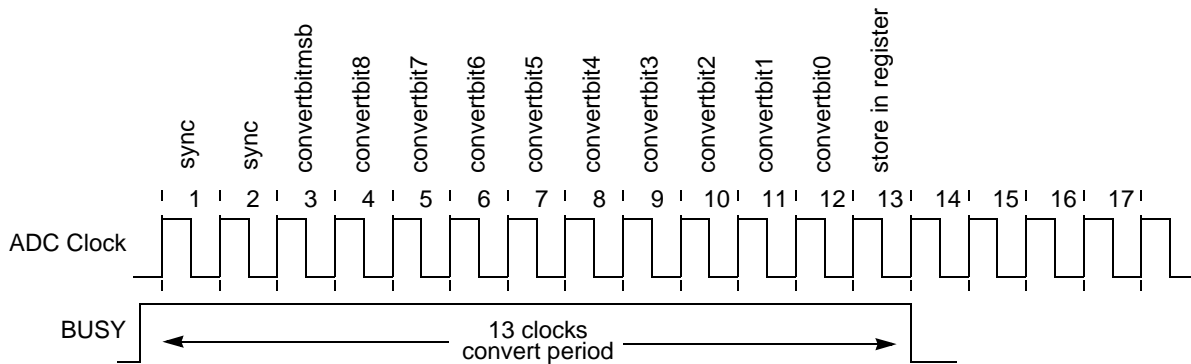 sync
sync
convertbitmsb
convertbit8
convertbit7
convertbit6
convertbit5
convertbit4
convertbit3
convertbit2
convertbit1
convertbit0
store in register
1 2 3 4 5 6 7 8 9 10 11 12 13 14 15 16 17
ADC Clock
BUSY
13 clocks
convert period